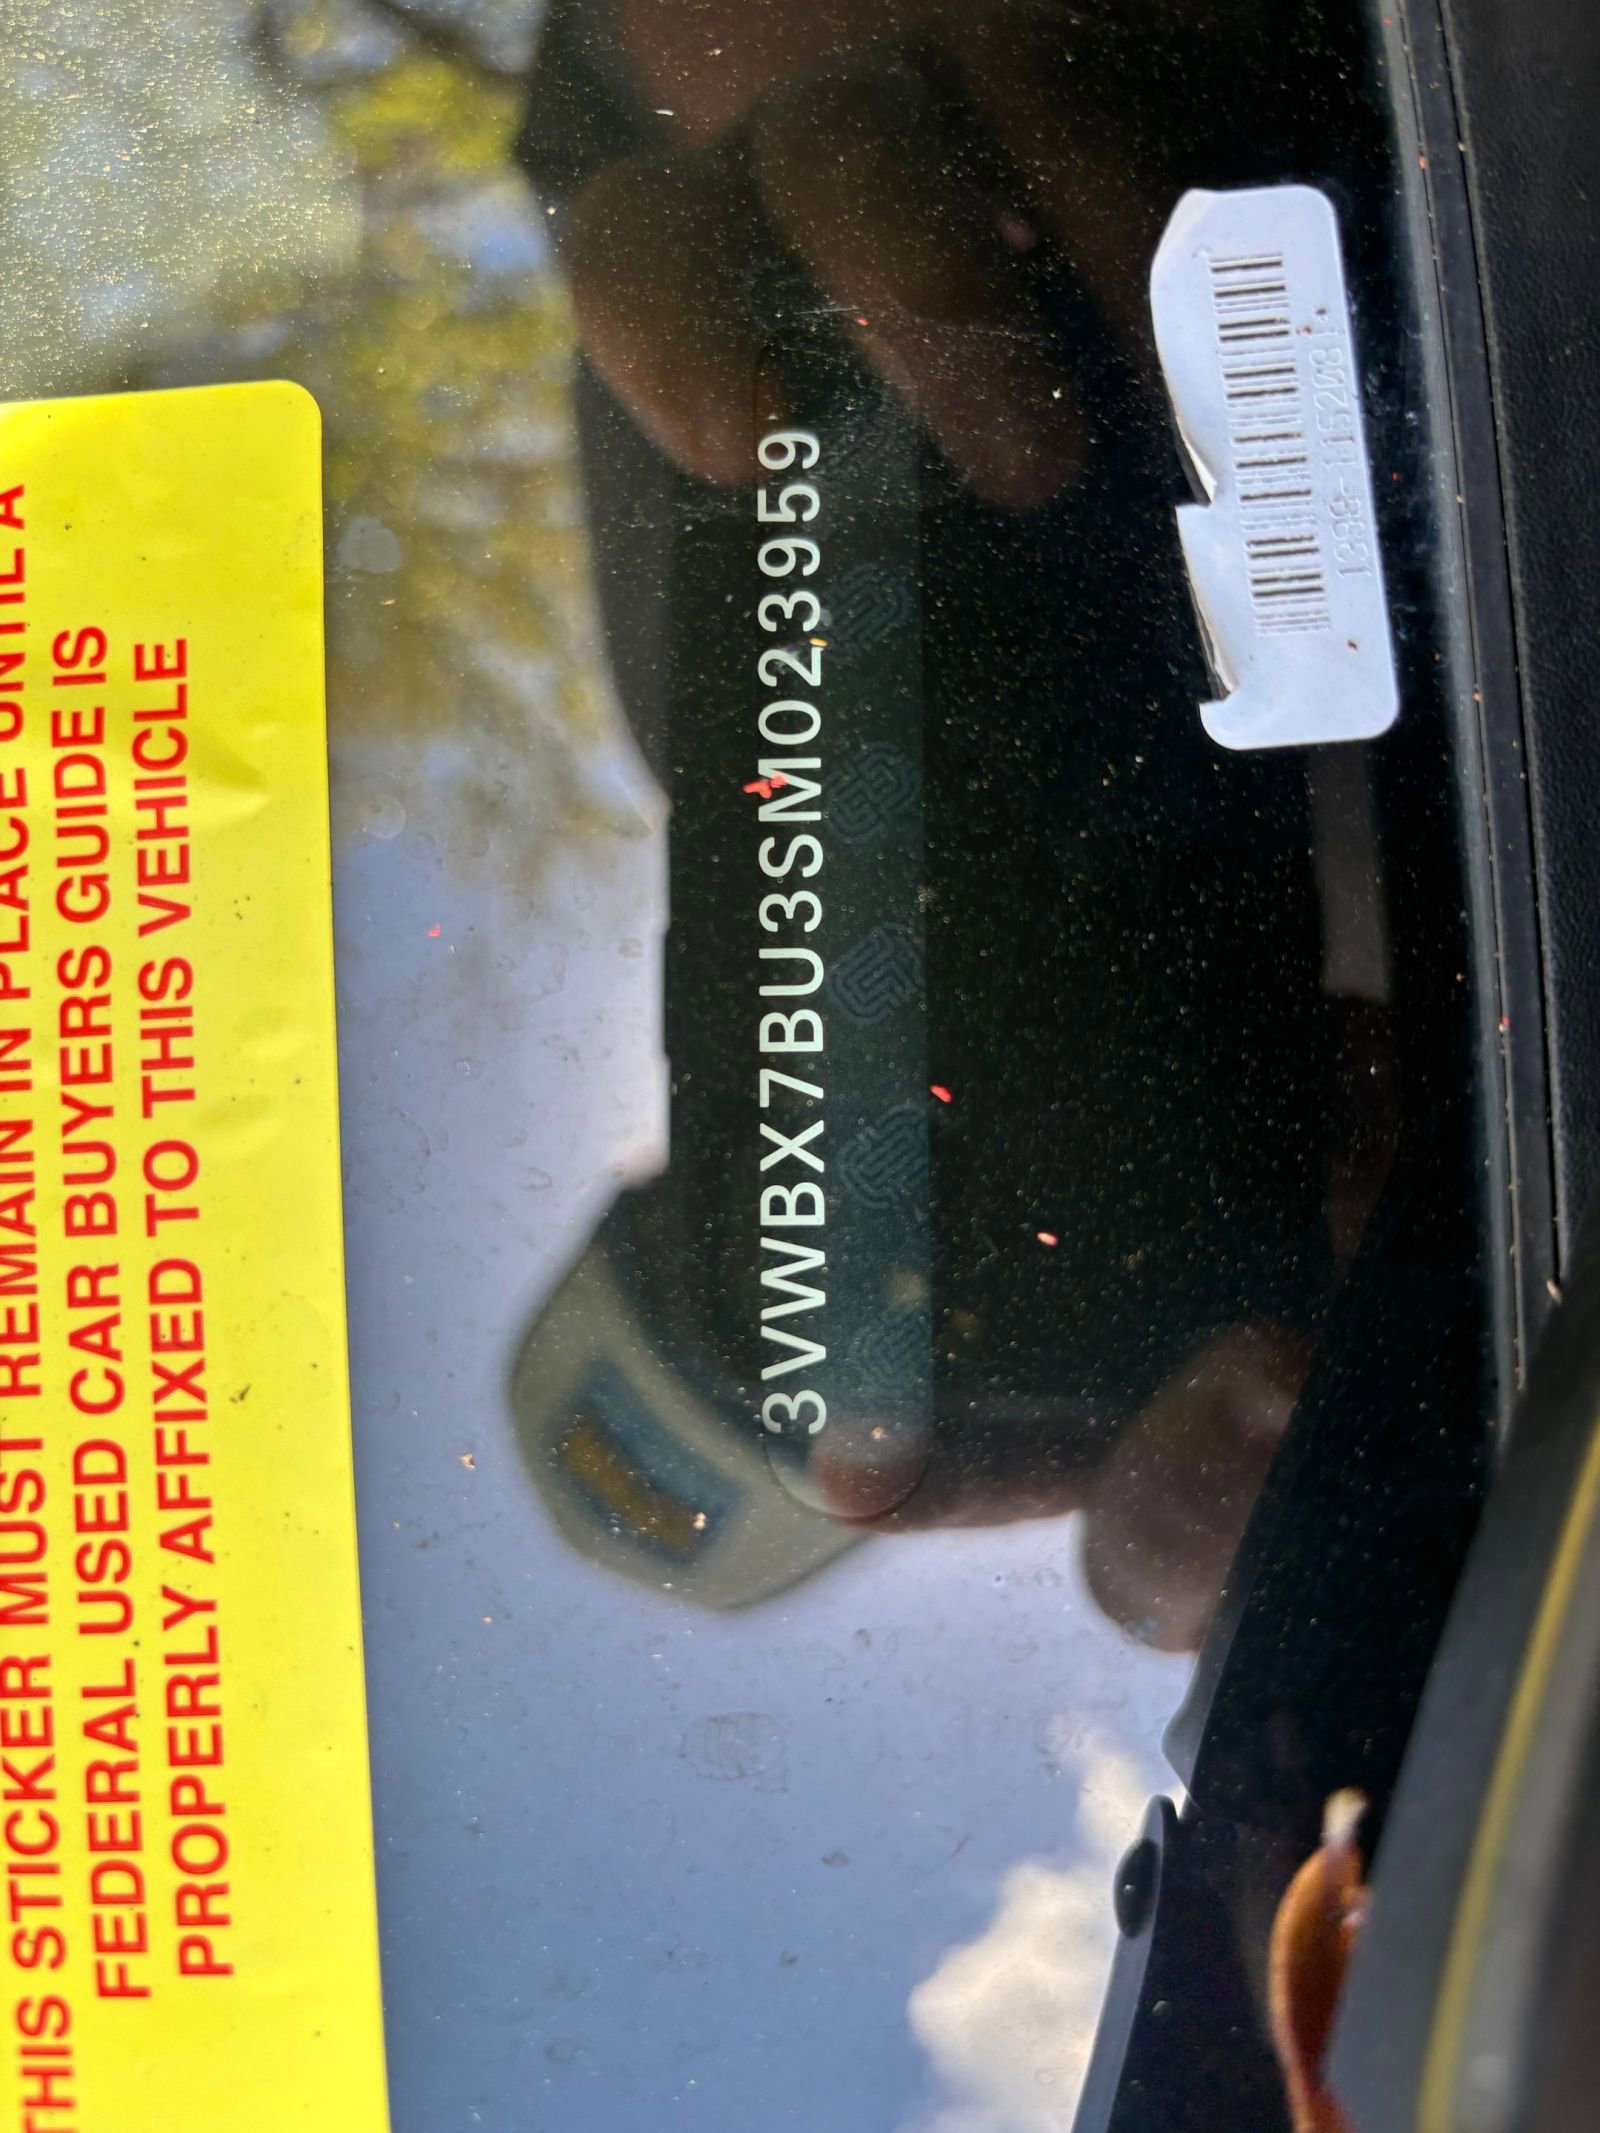 THIS STICKER MUST REMAIN IN PLACE UNTIL A
FEDERAL USED CAR BUYERS GUIDE IS
PROPERLY AFFIXED TO THIS VEHICLE
3VWBX7BU3SM023959